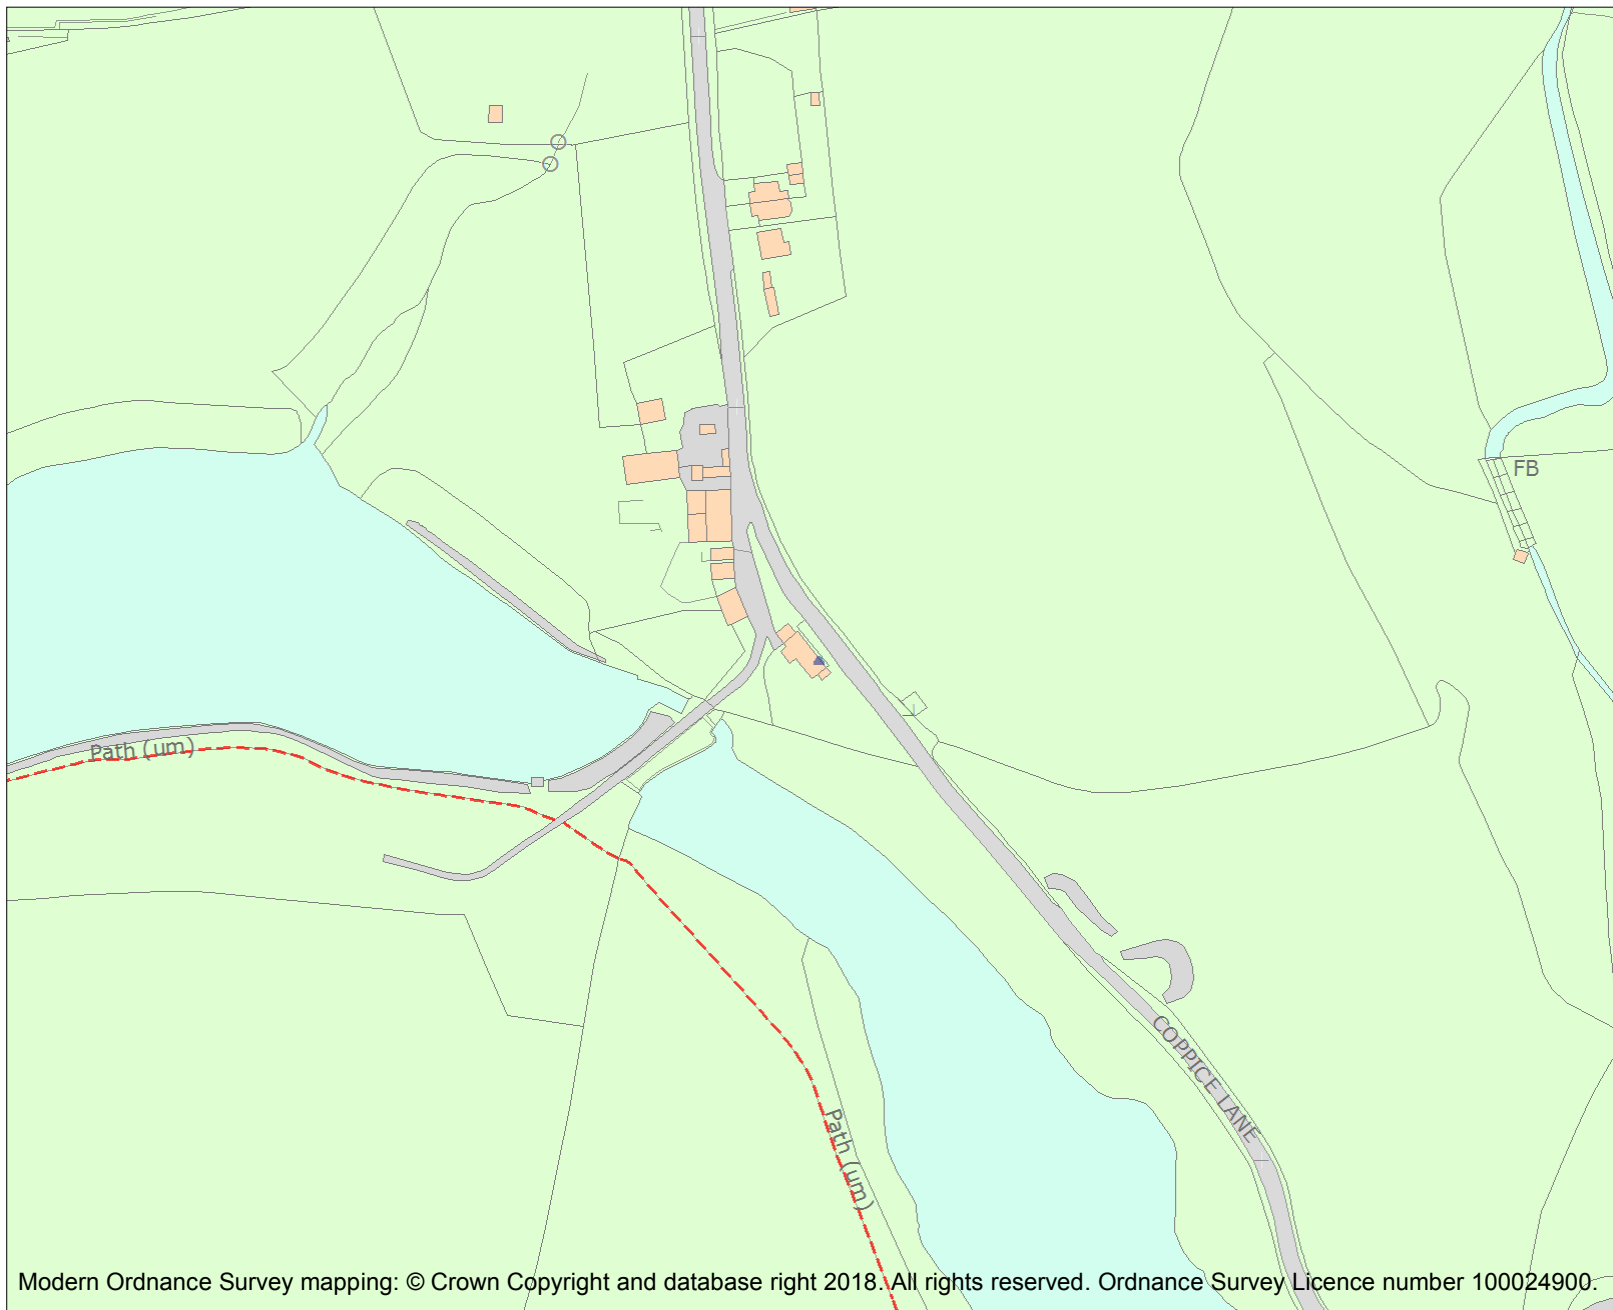 FB
Path (um)
COPPICE LANE
Path (um)
Modern Ordnance Survey mapping: © Crown Copyright and database right 2018. All rights reserved. Ordnance Survey Licence number 100024900.